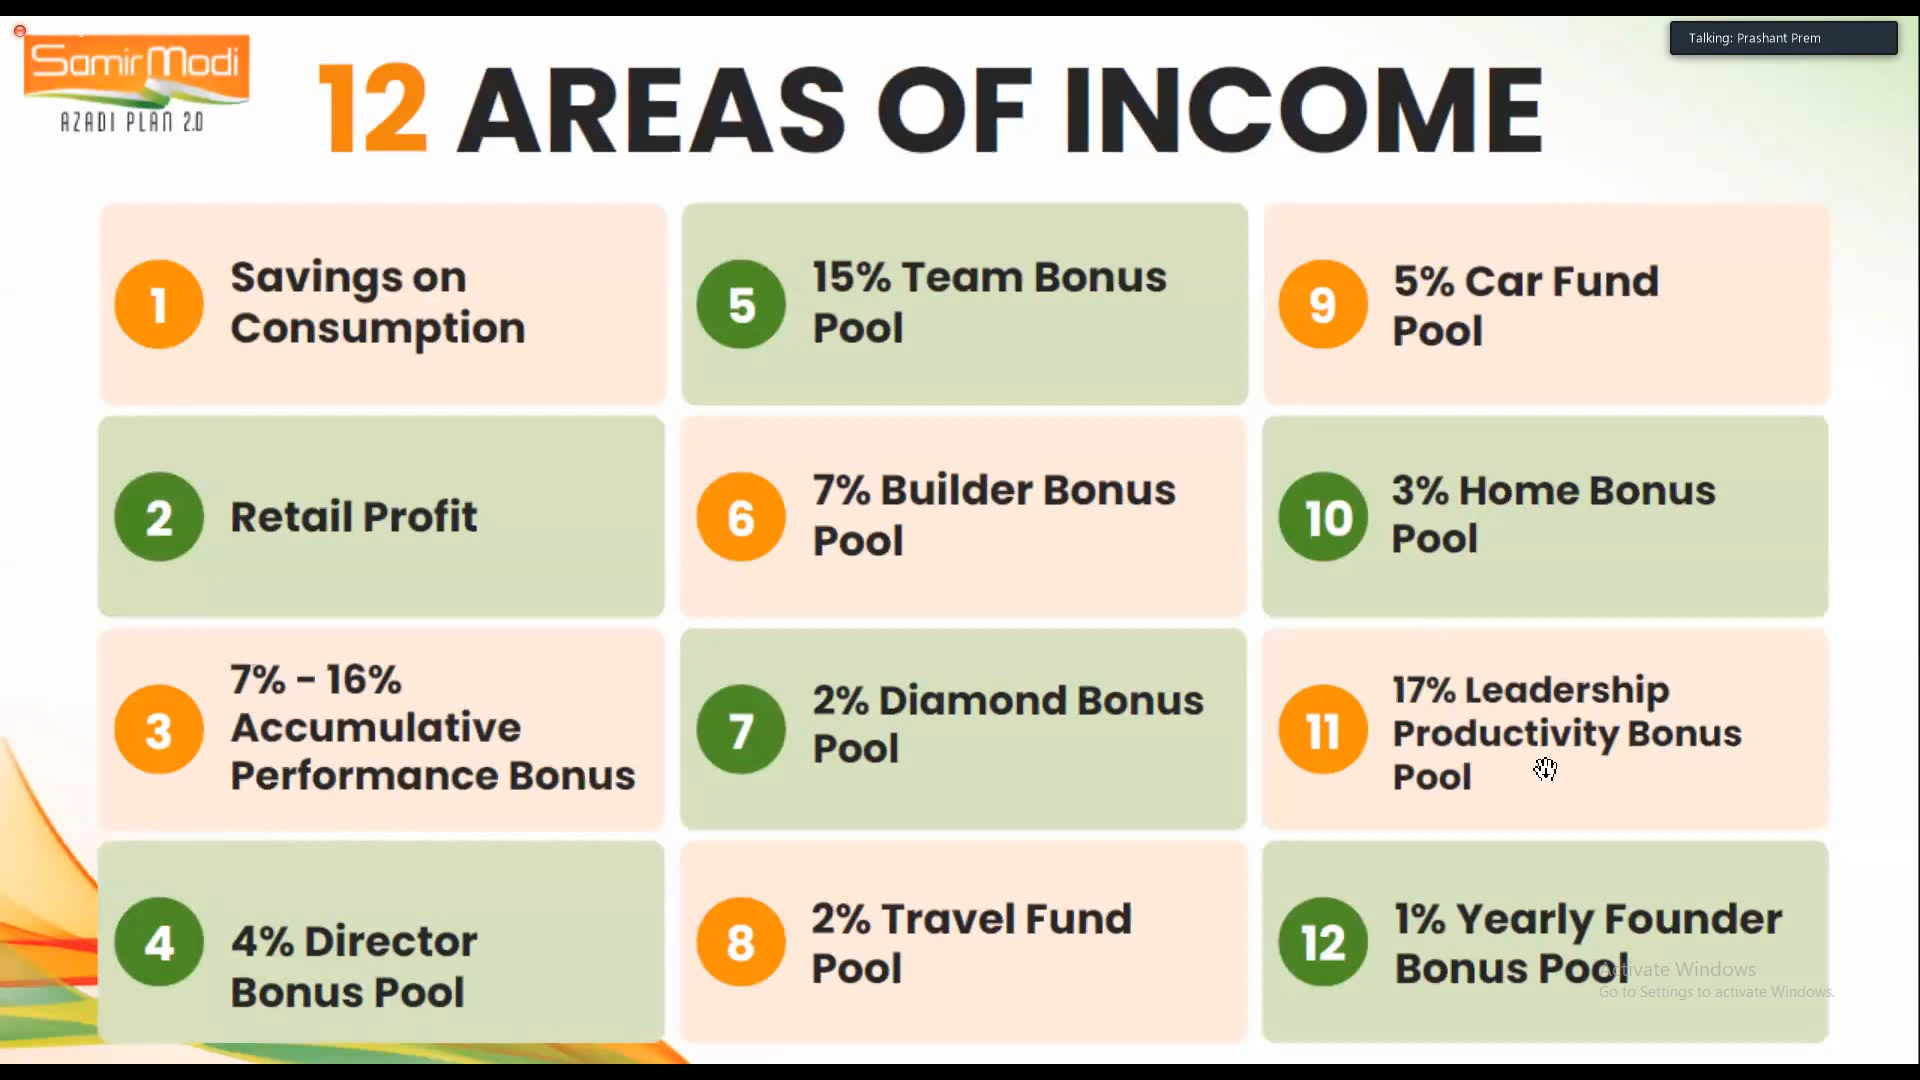 SamirModi
AZADI PLAN 2.0
12 AREAS OF INCOME
Talking: Prashant Prem
1
Savings on
Consumption
2
Retail Profit
3
7% - 16%
Accumulative
Performance Bonus
4
4% Director
Bonus Pool
5
15% Team Bonus
Pool
6
7% Builder Bonus
Pool
7
2% Diamond Bonus
Pool
8
2% Travel Fund
Pool
9
5% Car Fund
Pool
10
3% Home Bonus
Pool
11
17% Leadership
Productivity Bonus
Pool
12
1% Yearly Founder
Bonus Pool
Activate Windows
Go to Settings to activate Windows.